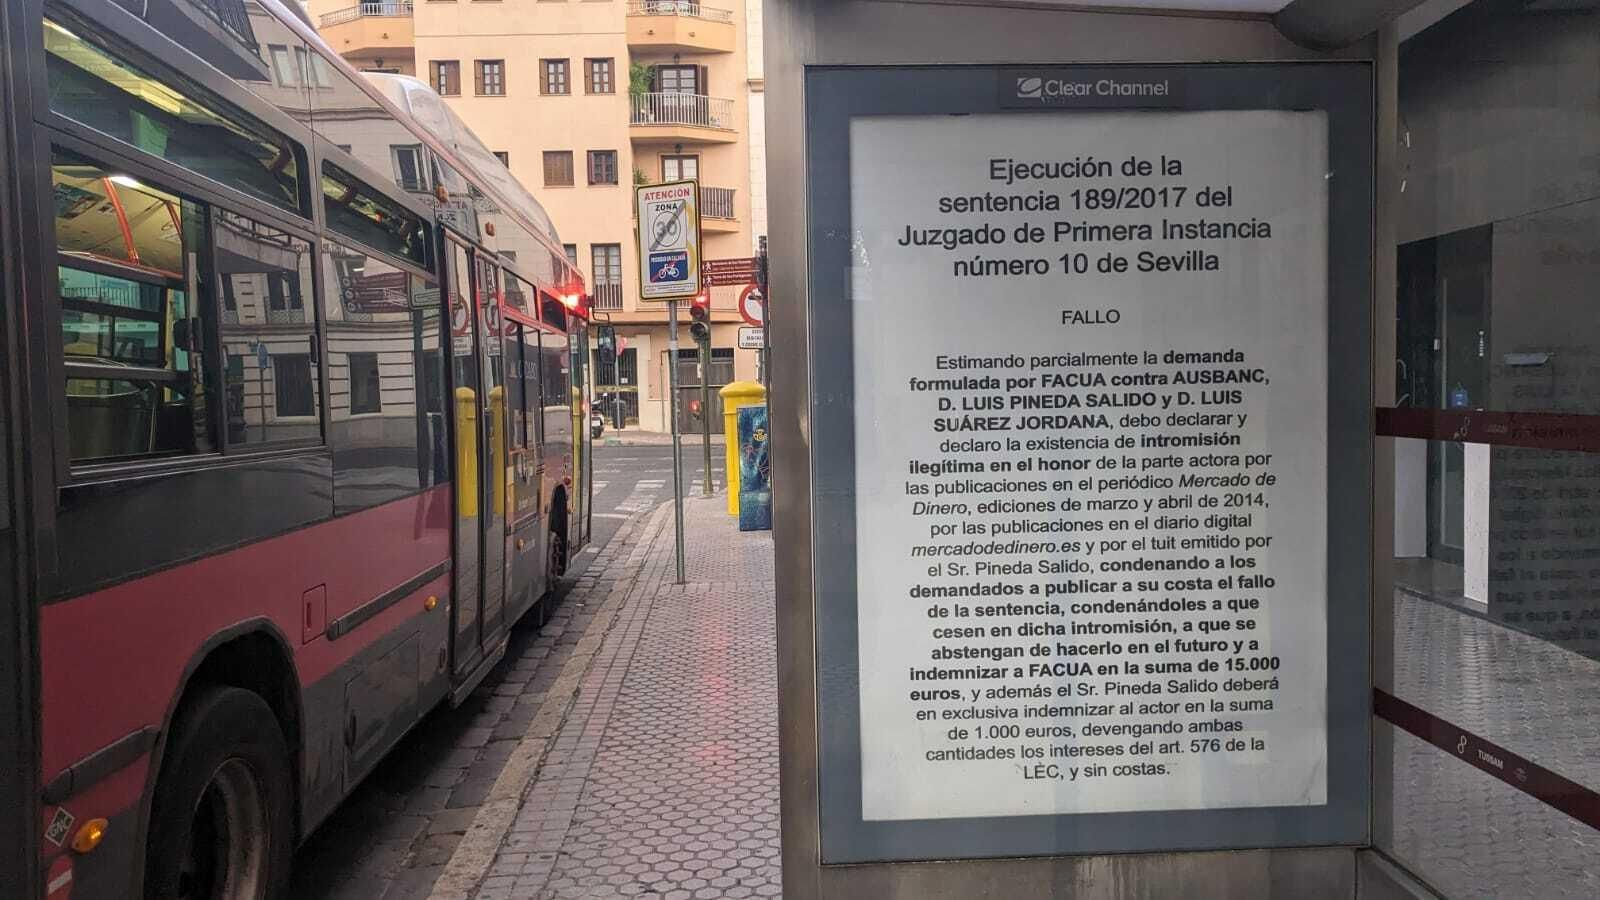 Clear Channel
Ejecución de la
sentencia 189/2017 del
Juzgado de Primera Instancia
número 10 de Sevilla
FALLO
Estimando parcialmente la demanda
formulada por FACUA contra AUSBANC,
D. LUIS PINEDA SALIDO y D. LUIS
SUÁREZ JORDANA, debo declarar y
declaro la existencia de intromisión
ilegítima en el honor de la parte actora por
las publicaciones en el periódico Mercado de
Dinero, ediciones de marzo y abril de 2014,
por las publicaciones en el diario digital
mercadodedinero.es y por el tuit emitido por
el Sr. Pineda Salido, condenando a los
demandados a publicar a su costa el fallo
de la sentencia, condenándoles a que
cesen en dicha intromisión, a que se
abstengan de hacerlo en el futuro y a
indemnizar a FACUA en la suma de 15.000
euros, y además el Sr. Pineda Salido deberá
en exclusiva indemnizar al actor en la suma
de 1.000 euros, devengando ambas
cantidades los intereses del art. 576 de la
LEC, y sin costas.
ATENCIÓN
ZONA
30
GNC
TUSSAM